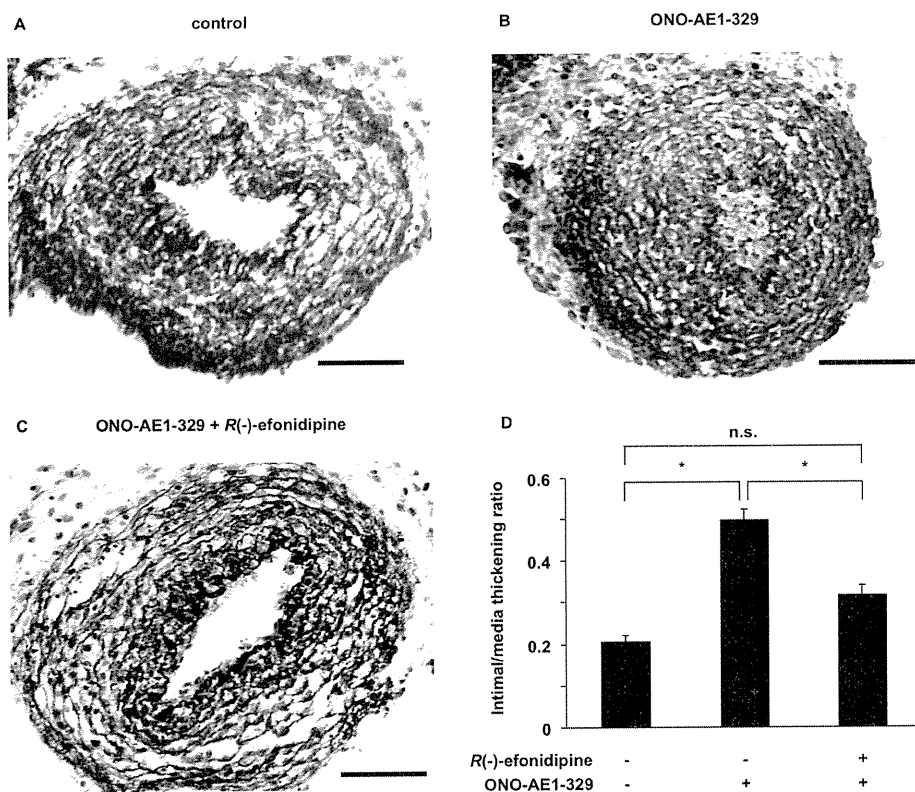 A
control
B
ONO-AE1-329
C
ONO-AE1-329 + R(-)-efonidipine
D
n.s.
* *
0.6
0.4
0.2
0
Intimal/media thickening ratio
R(-)-efonidipine - - +
ONO-AE1-329 - + +